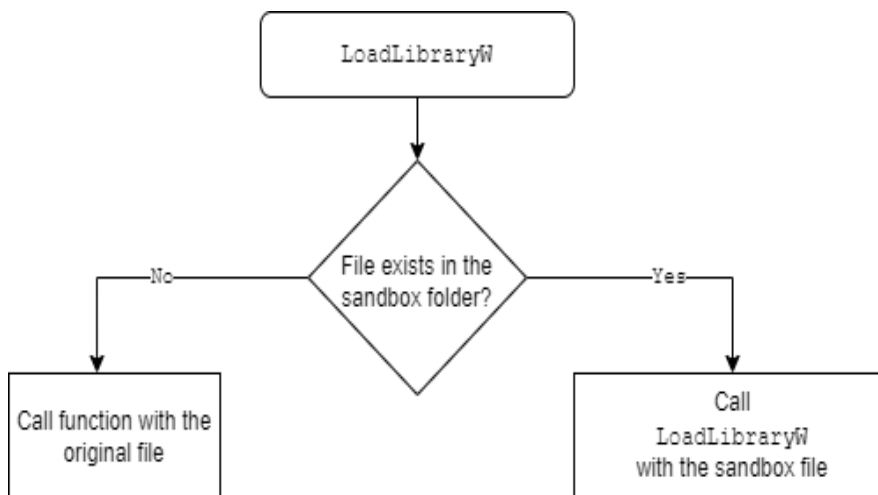 LoadLibraryW
File exists in the
sandbox folder?
No
Yes
Call function with the
original file
Call
LoadLibraryW
with the sandbox file